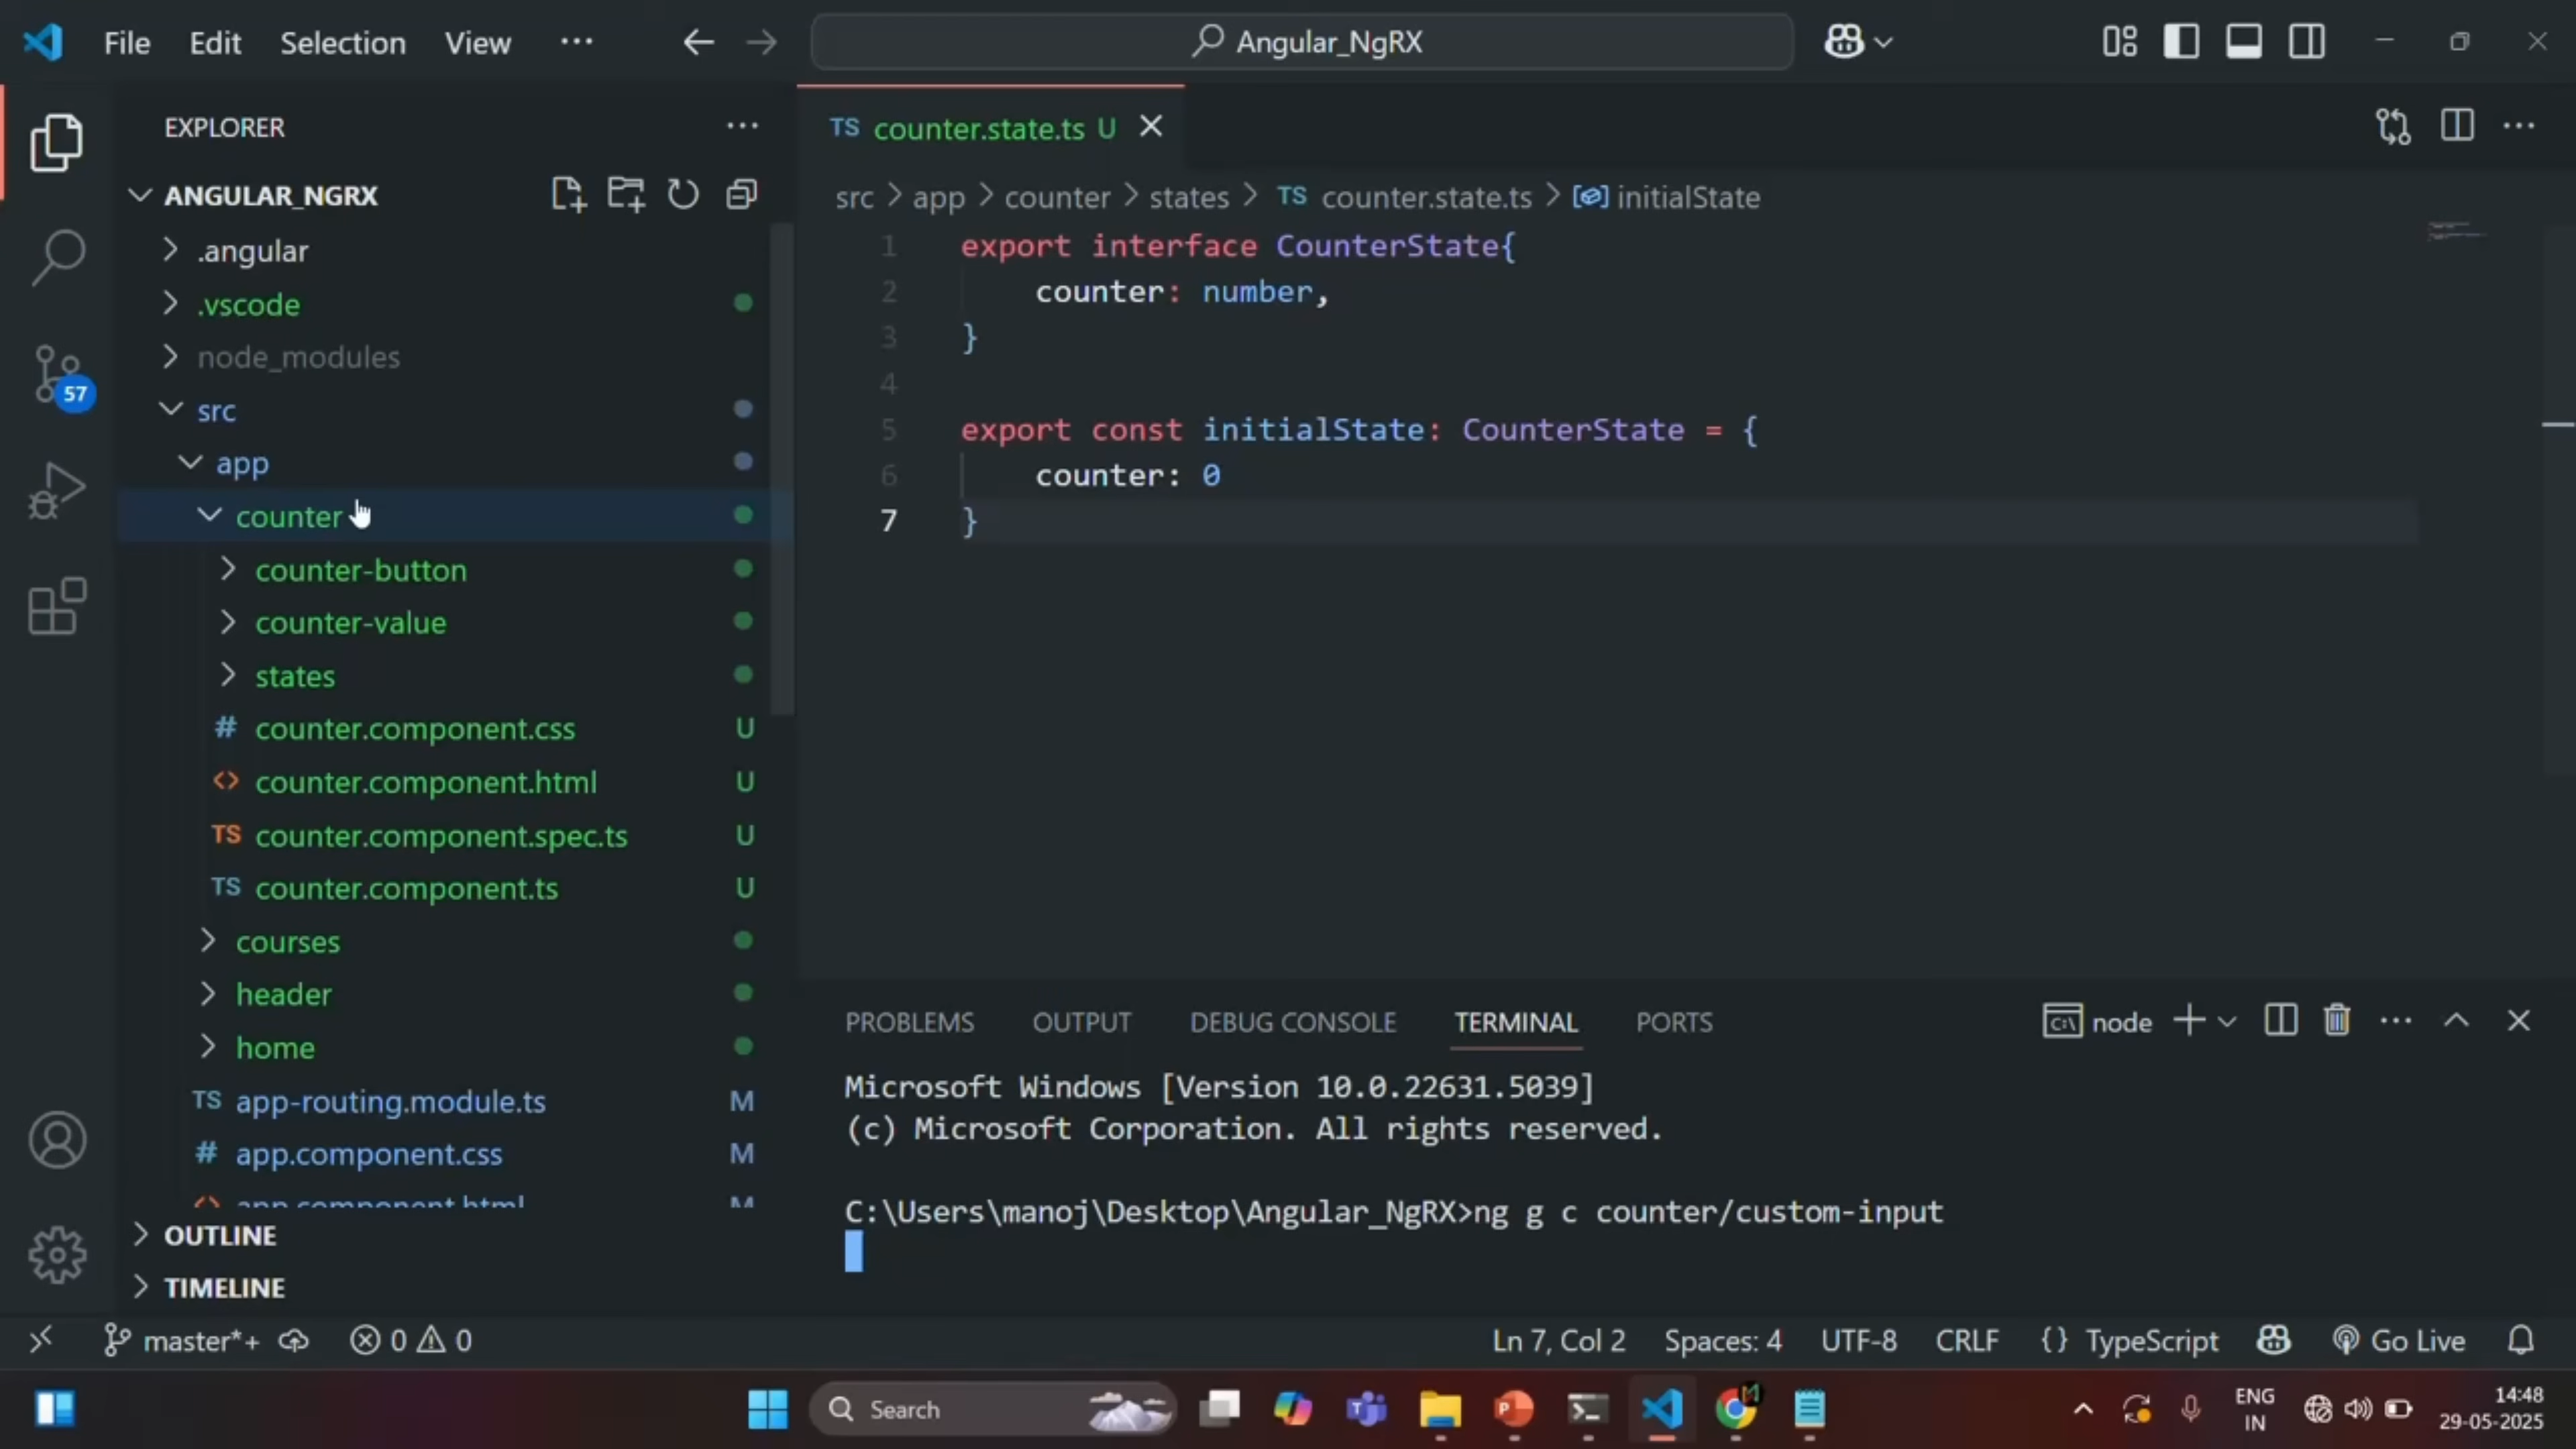 File Edit Selection View ··· Angular_NgRX
EXPLORER ···
ANGULAR_NGRX
.angular
.vscode
node_modules
57
src
app
counter
counter-button
counter-value
states
# counter.component.css U
<> counter.component.html U
TS counter.component.spec.ts U
TS counter.component.ts U
courses
header
home
TS app-routing.module.ts M
# app.component.css M
<> app.component.html M
OUTLINE
TIMELINE
TS counter.state.ts U
src > app > counter > states > TS counter.state.ts > initialState
1 export interface CounterState{
2 counter: number,
3 }
4
5 export const initialState: CounterState = {
6 counter: 0
7 }
PROBLEMS OUTPUT DEBUG CONSOLE TERMINAL PORTS node
Microsoft Windows [Version 10.0.22631.5039]
(c) Microsoft Corporation. All rights reserved.
C:\Users\manoj\Desktop\Angular_NgRX>ng g c counter/custom-input
master*+ 0 0 Ln 7, Col 2 Spaces: 4 UTF-8 CRLF {} TypeScript Go Live
Search ENG IN 14:48 29-05-2025